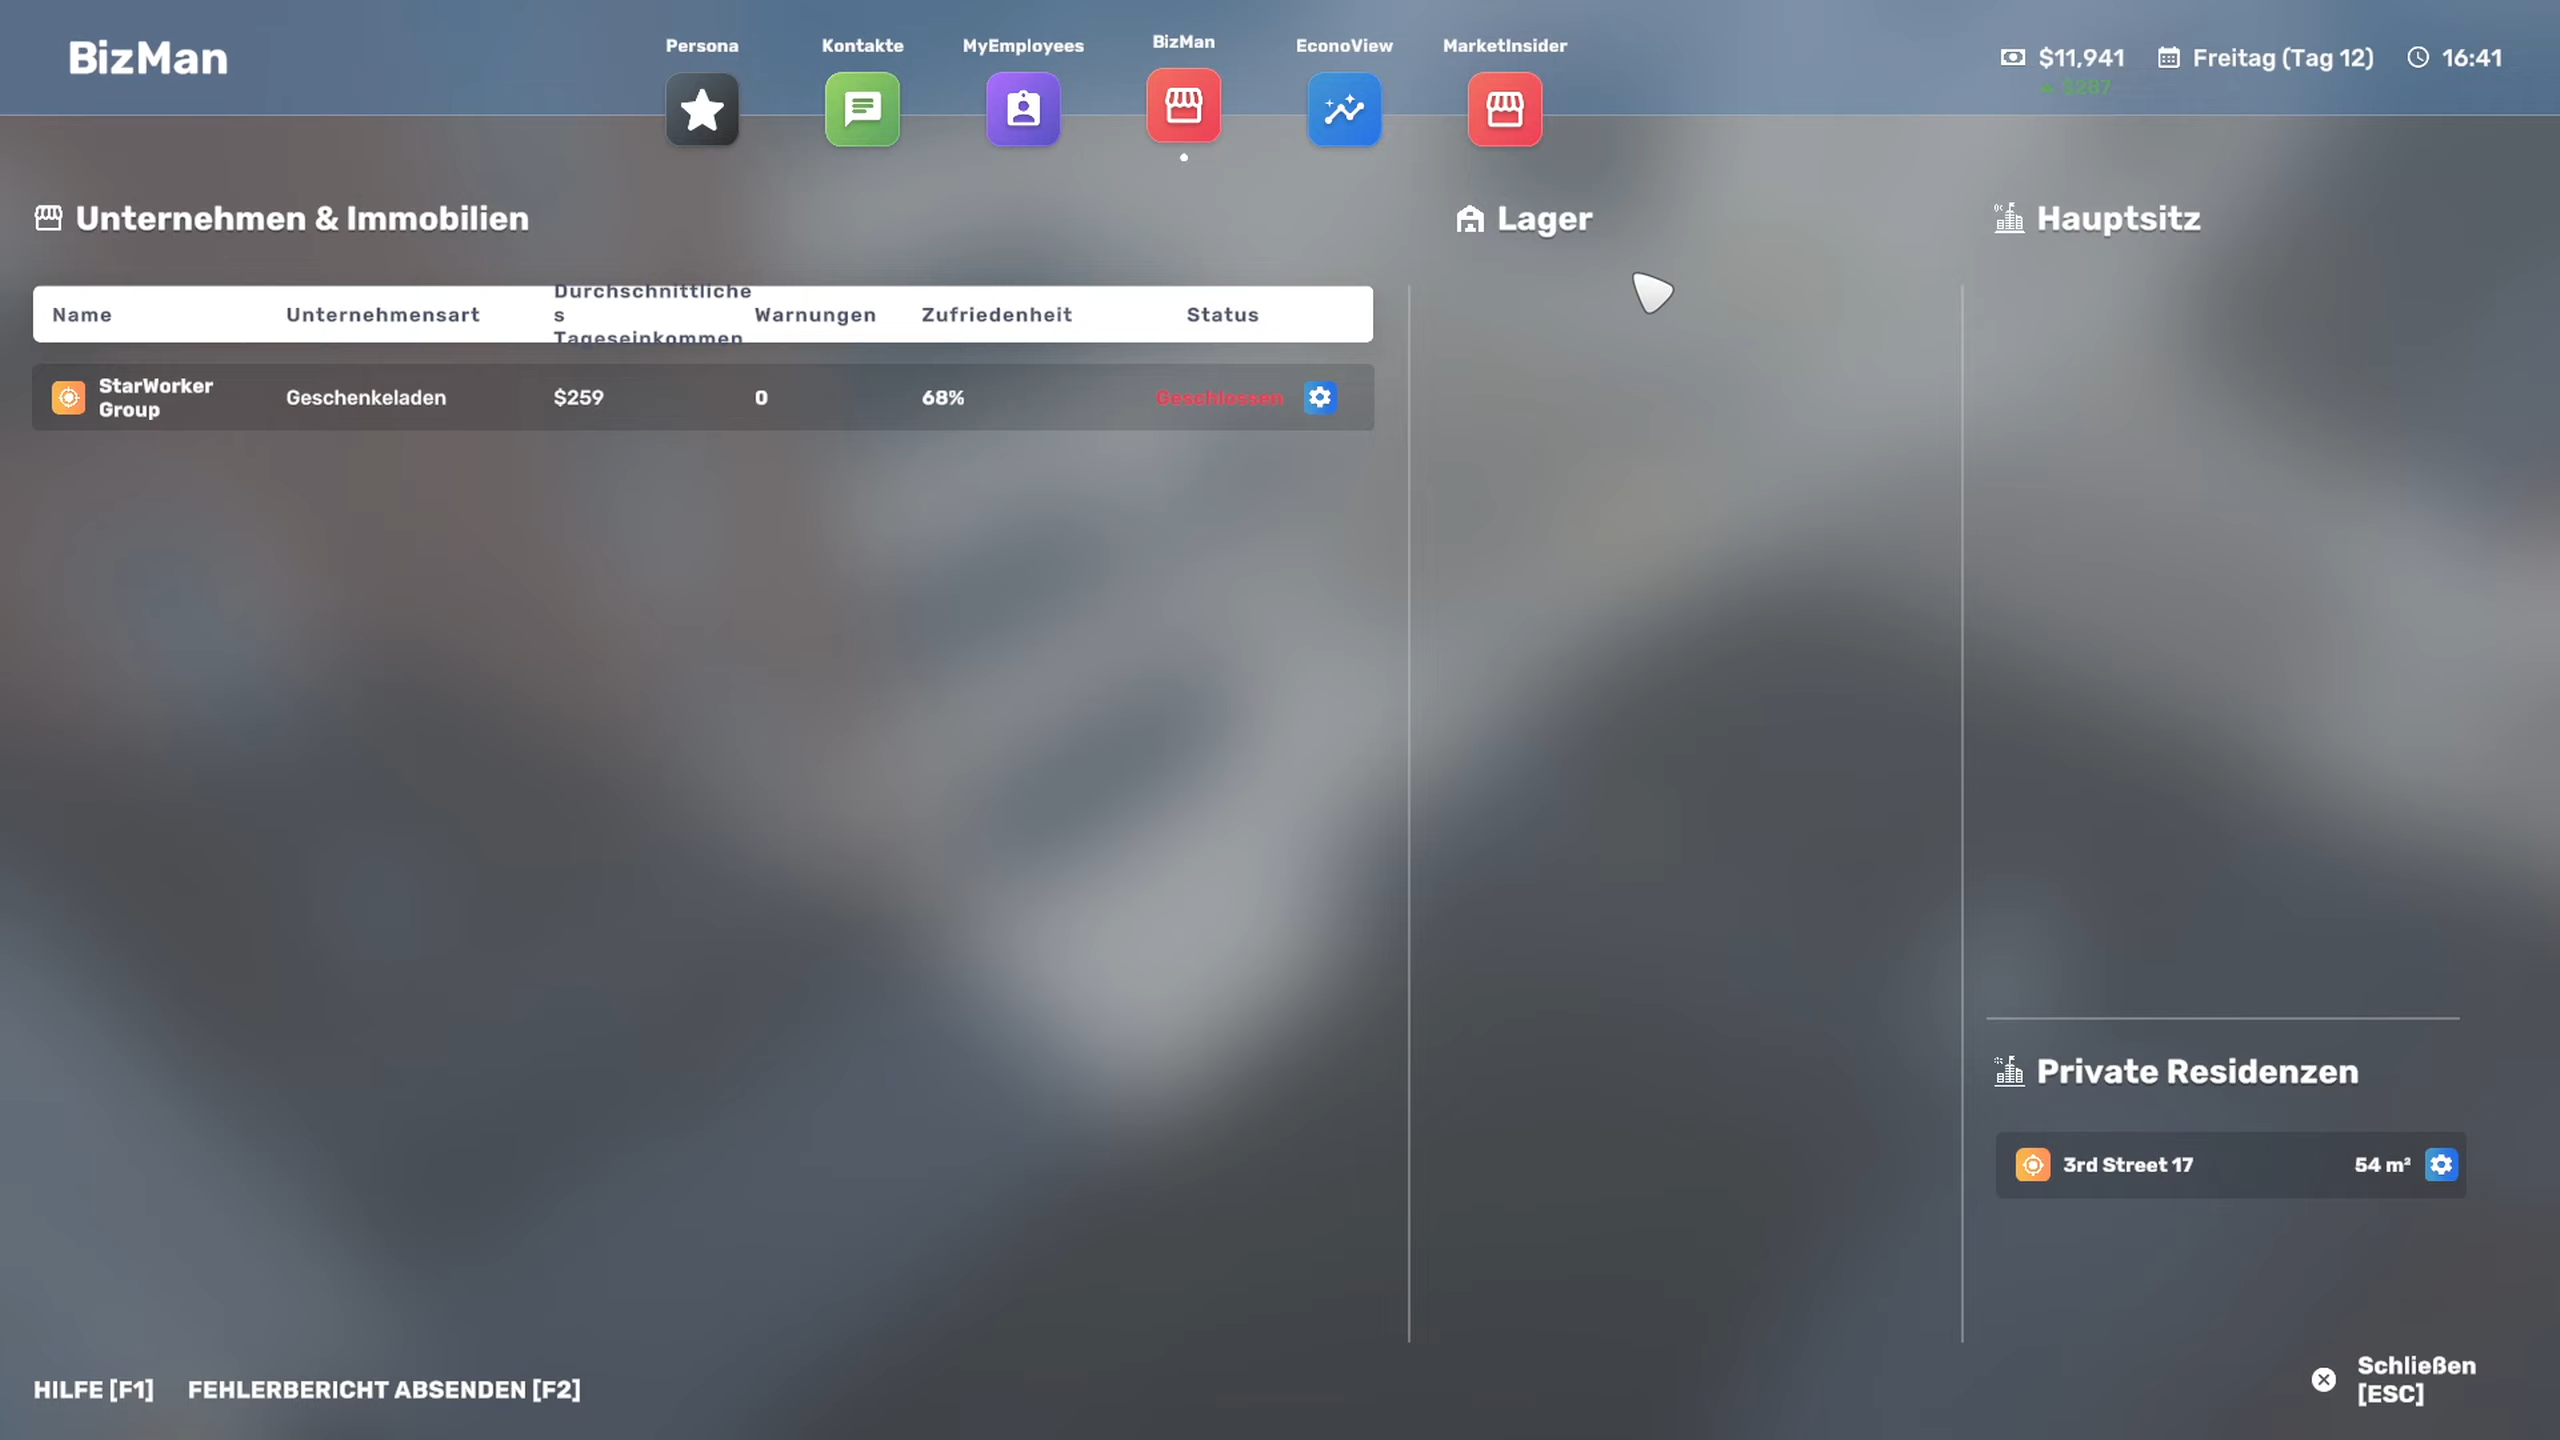 BizMan
Persona
Kontakte
MyEmployees
BizMan
EconoView
MarketInsider
$11,941
$287
Freitag (Tag 12)
16:41
Unternehmen & Immobilien
Name
Unternehmensart
Durchschnittliche
s
Tageseinkommen
Warnungen
Zufriedenheit
Status
StarWorker
Group
Geschenkeladen
$259
0
68%
Geschlossen
Lager
Hauptsitz
Private Residenzen
3rd Street 17
54 m²
HILFE [F1]
FEHLERBERICHT ABSENDEN [F2]
Schließen
[ESC]